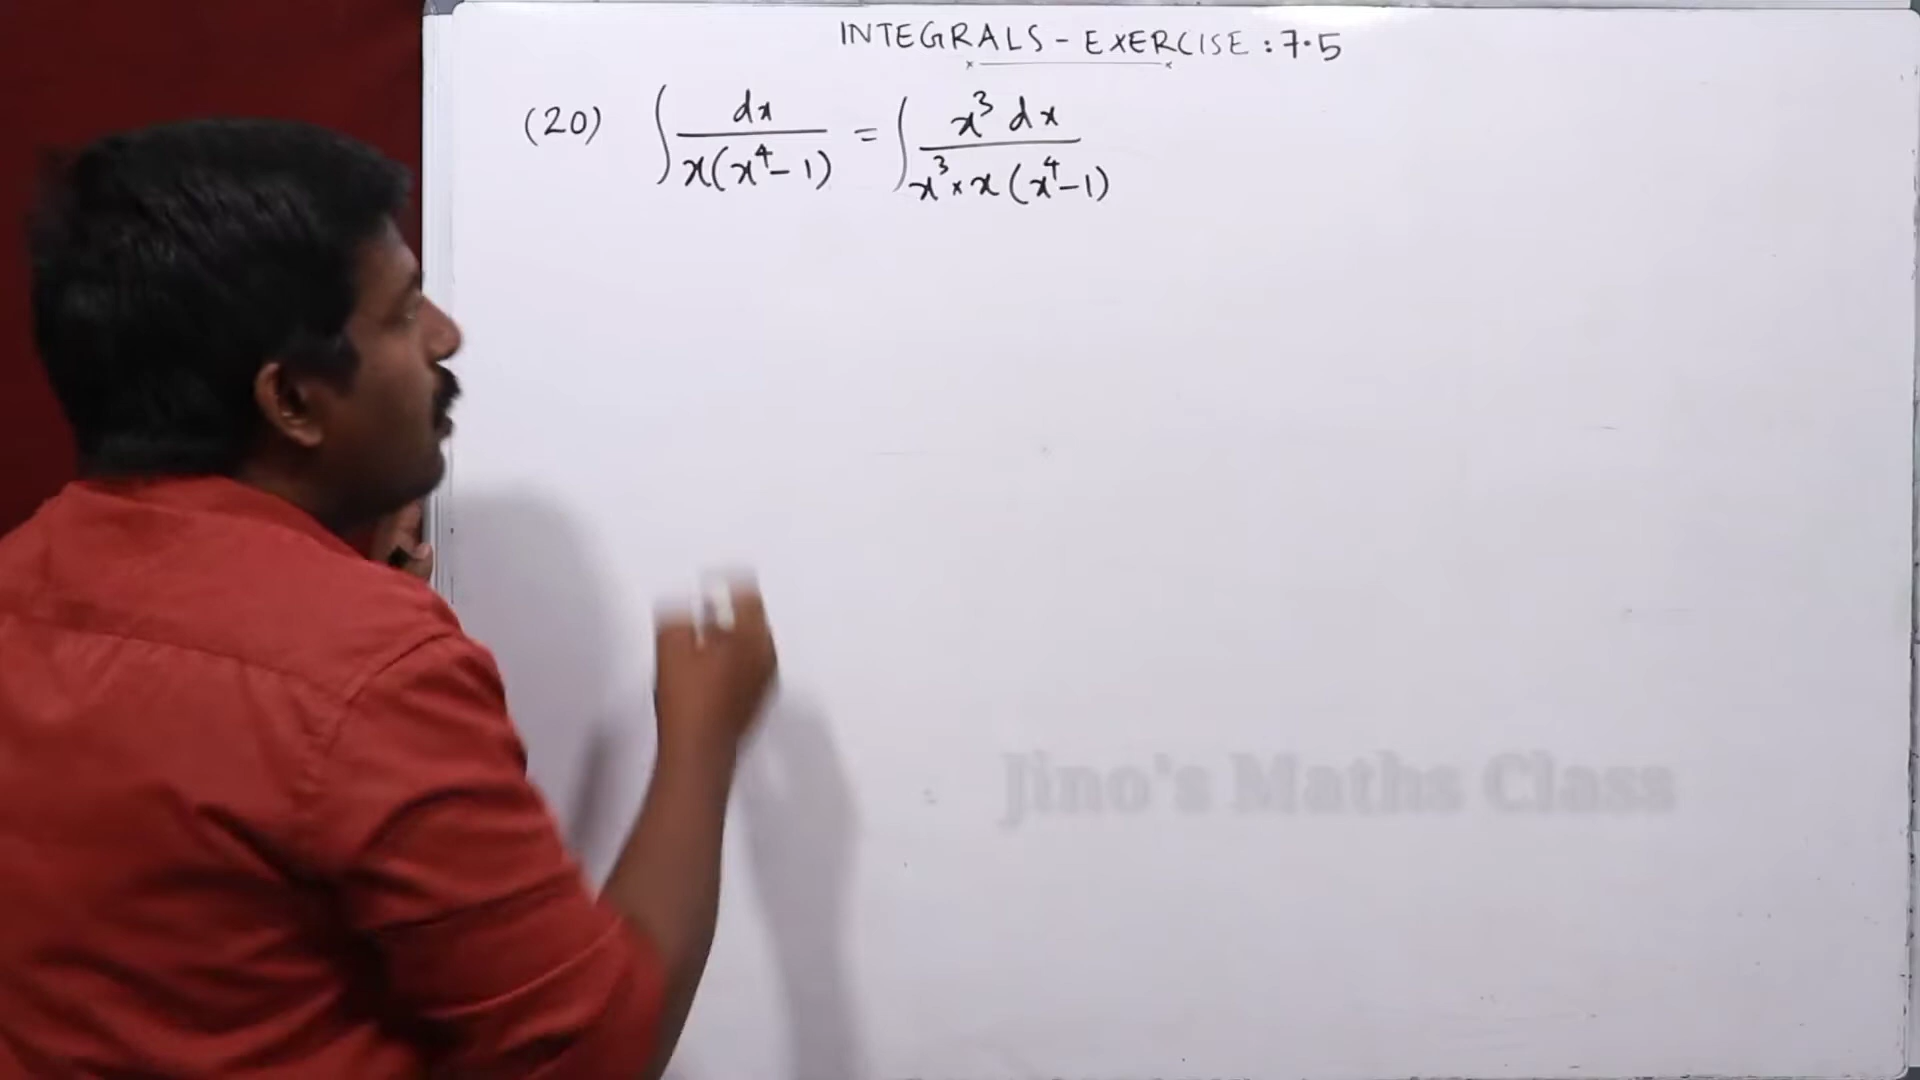 INTEGRALS - EXERCISE : 7.5
(20) ∫ dx / x(x⁴-1) = ∫ x³ dx / x³ × x (x⁴-1)
Jino's Maths Class